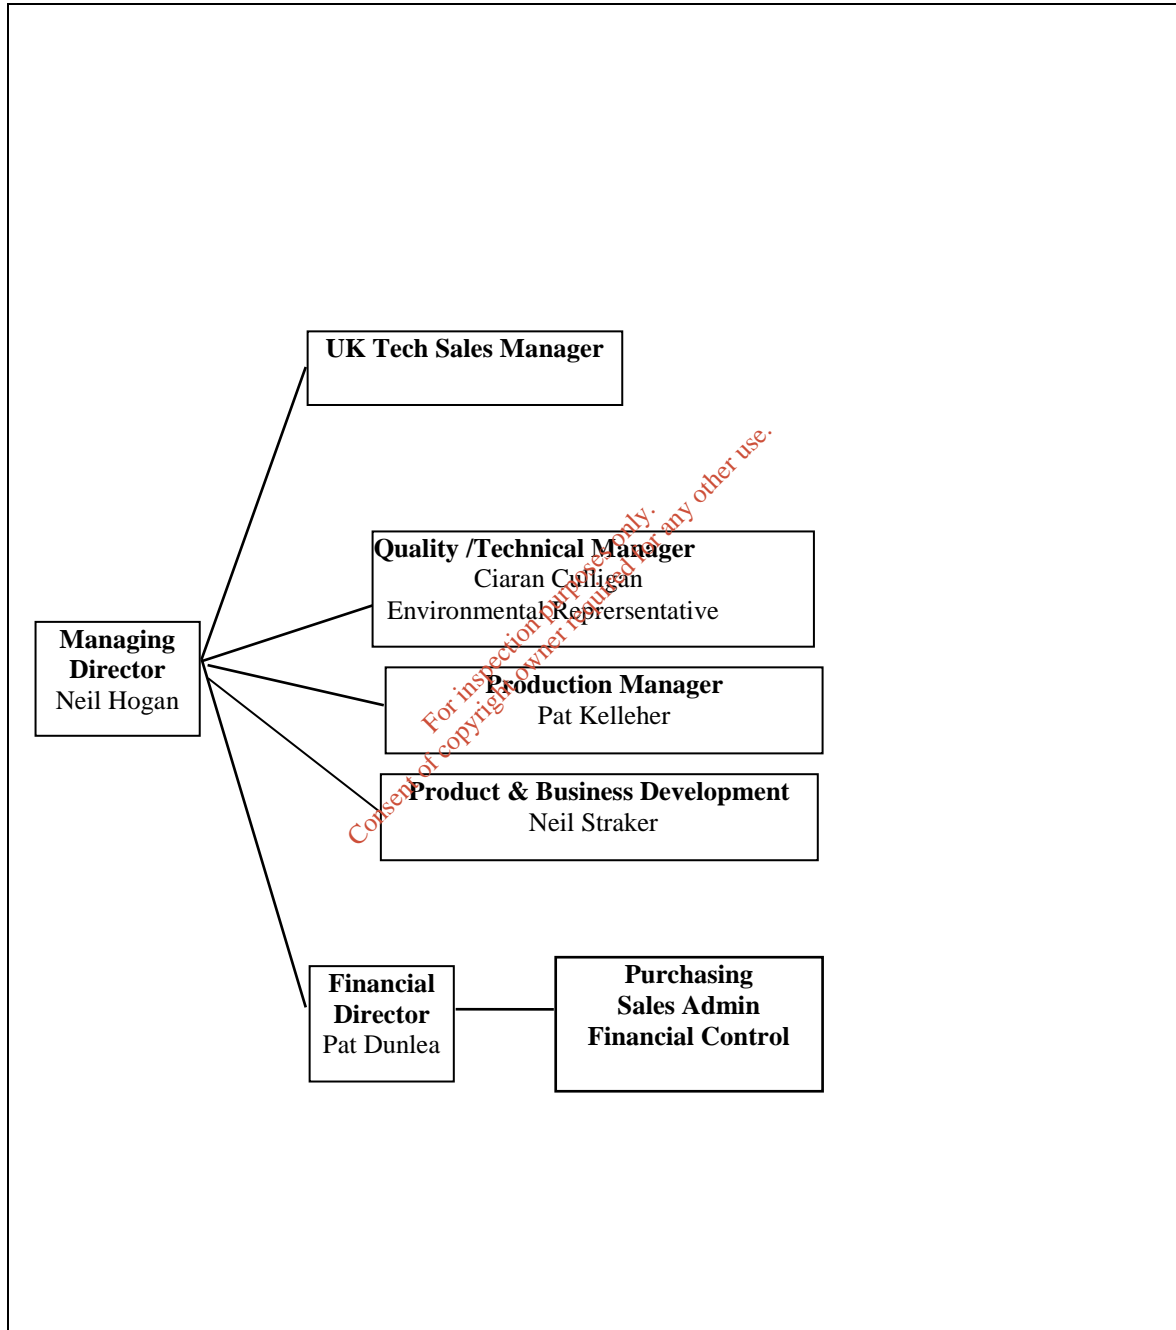 UK Tech Sales Manager
Quality /Technical Manager
Ciaran Culligan
Environmental Reprersentative
Managing
Director
Neil Hogan
Production Manager
Pat Kelleher
Product & Business Development
Neil Straker
Financial
Director
Pat Dunlea
Purchasing
Sales Admin
Financial Control
For inspection purposes only.
Consent of copyright owner required for any other use.